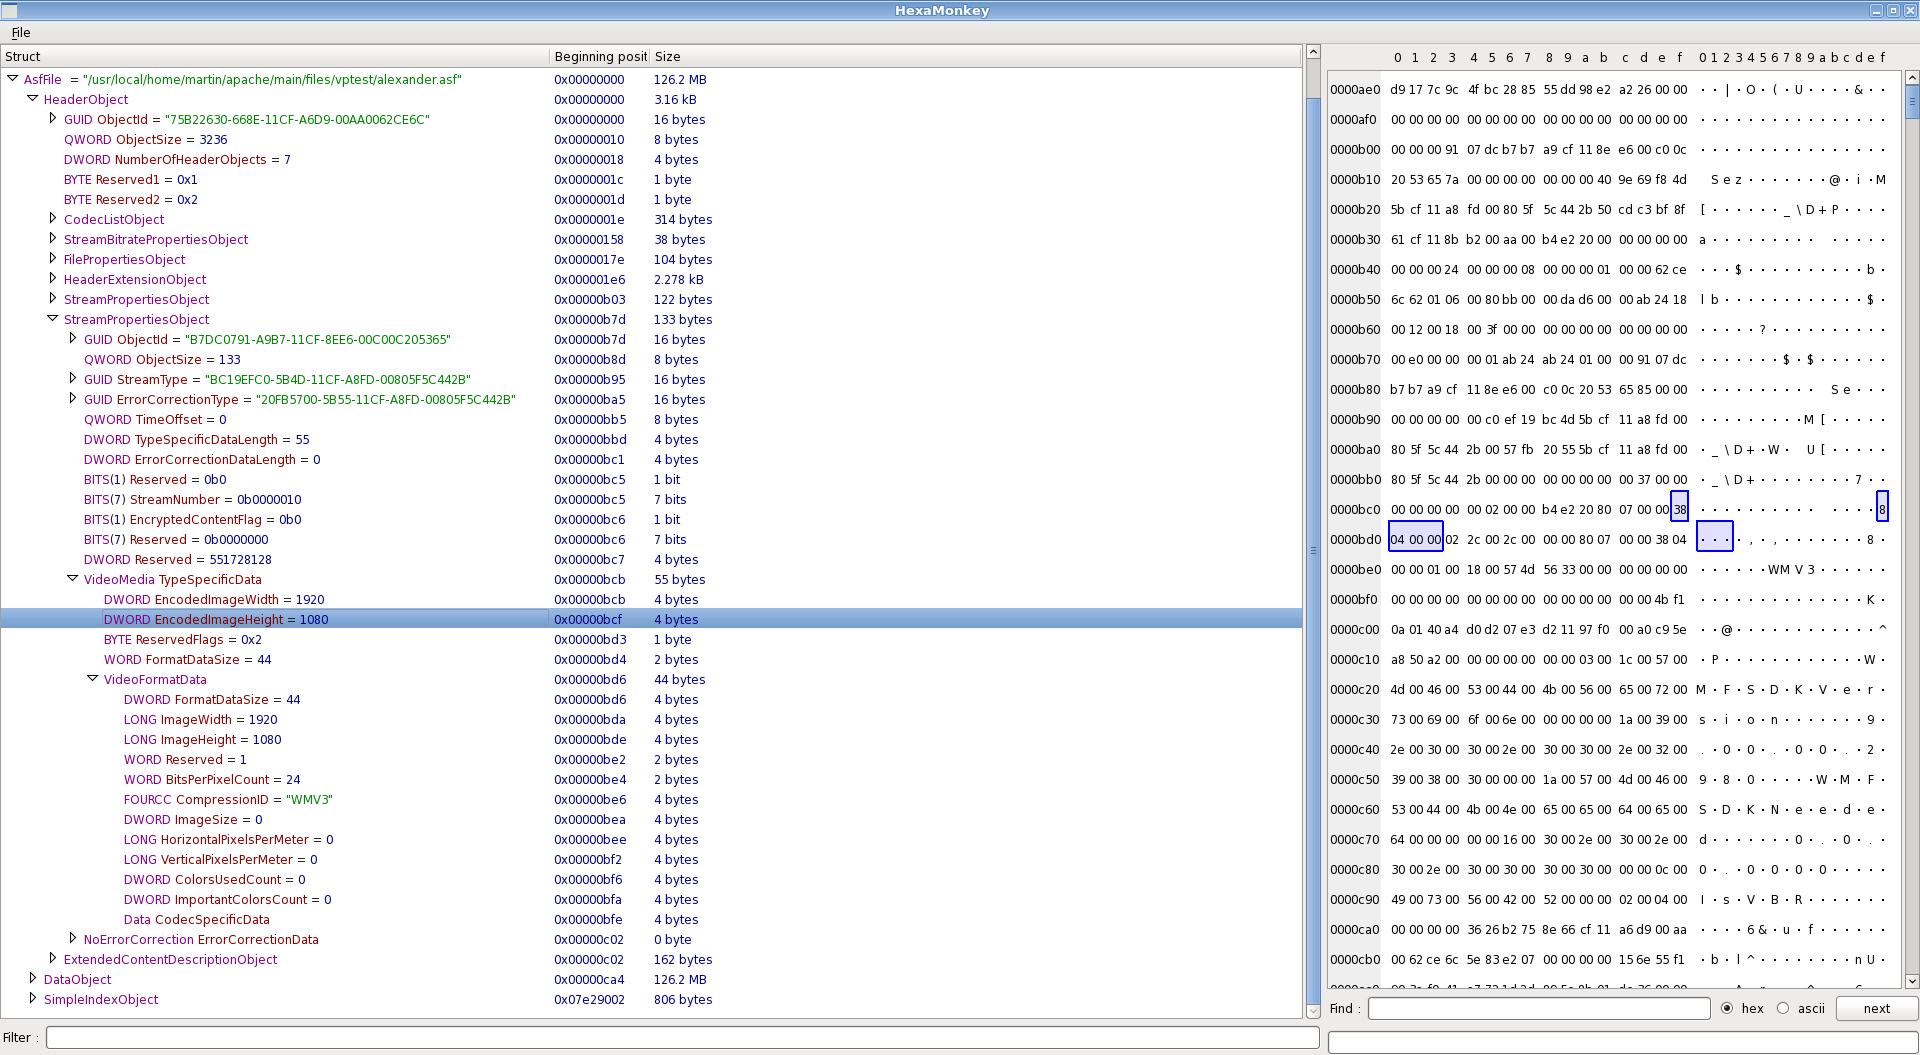 HexaMonkey
File
Struct Beginning posit Size
AsfFile = "/usr/local/home/martin/apache/main/files/vptest/alexander.asf" 0x00000000 126.2 MB
HeaderObject 0x00000000 3.16 kB
GUID ObjectId = "75B22630-668E-11CF-A6D9-00AA0062CE6C" 0x00000000 16 bytes
QWORD ObjectSize = 3236 0x00000010 8 bytes
DWORD NumberOfHeaderObjects = 7 0x00000018 4 bytes
BYTE Reserved1 = 0x1 0x0000001c 1 byte
BYTE Reserved2 = 0x2 0x0000001d 1 byte
CodecListObject 0x0000001e 314 bytes
StreamBitratePropertiesObject 0x00000158 38 bytes
FilePropertiesObject 0x0000017e 104 bytes
HeaderExtensionObject 0x000001e6 2.278 kB
StreamPropertiesObject 0x00000b03 122 bytes
StreamPropertiesObject 0x00000b7d 133 bytes
GUID ObjectId = "B7DC0791-A9B7-11CF-8EE6-00C00C205365" 0x00000b7d 16 bytes
QWORD ObjectSize = 133 0x00000b8d 8 bytes
GUID StreamType = "BC19EFC0-5B4D-11CF-A8FD-00805F5C442B" 0x00000b95 16 bytes
GUID ErrorCorrectionType = "20FB5700-5B55-11CF-A8FD-00805F5C442B" 0x00000ba5 16 bytes
QWORD TimeOffset = 0 0x00000bb5 8 bytes
DWORD TypeSpecificDataLength = 55 0x00000bbd 4 bytes
DWORD ErrorCorrectionDataLength = 0 0x00000bc1 4 bytes
BITS(1) Reserved = 0b0 0x00000bc5 1 bit
BITS(7) StreamNumber = 0b0000010 0x00000bc5 7 bits
BITS(1) EncryptedContentFlag = 0b0 0x00000bc6 1 bit
BITS(7) Reserved = 0b0000000 0x00000bc6 7 bits
DWORD Reserved = 551728128 0x00000bc7 4 bytes
VideoMedia TypeSpecificData 0x00000bcb 55 bytes
DWORD EncodedImageWidth = 1920 0x00000bcb 4 bytes
DWORD EncodedImageHeight = 1080 0x00000bcf 4 bytes
BYTE ReservedFlags = 0x2 0x00000bd3 1 byte
WORD FormatDataSize = 44 0x00000bd4 2 bytes
VideoFormatData 0x00000bd6 44 bytes
DWORD FormatDataSize = 44 0x00000bd6 4 bytes
LONG ImageWidth = 1920 0x00000bda 4 bytes
LONG ImageHeight = 1080 0x00000bde 4 bytes
WORD Reserved = 1 0x00000be2 2 bytes
WORD BitsPerPixelCount = 24 0x00000be4 2 bytes
FOURCC CompressionID = "WMV3" 0x00000be6 4 bytes
DWORD ImageSize = 0 0x00000bea 4 bytes
LONG HorizontalPixelsPerMeter = 0 0x00000bee 4 bytes
LONG VerticalPixelsPerMeter = 0 0x00000bf2 4 bytes
DWORD ColorsUsedCount = 0 0x00000bf6 4 bytes
DWORD ImportantColorsCount = 0 0x00000bfa 4 bytes
Data CodecSpecificData 0x00000bfe 4 bytes
NoErrorCorrection ErrorCorrectionData 0x00000c02 0 byte
ExtendedContentDescriptionObject 0x00000c02 162 bytes
DataObject 0x00000ca4 126.2 MB
SimpleIndexObject 0x07e29002 806 bytes
Filter :
0 1 2 3 4 5 6 7 8 9 a b c d e f 0 1 2 3 4 5 6 7 8 9 a b c d e f
0000ae0 d9 17 7c 9c 4f bc 28 85 55 dd 98 e2 a2 26 00 00 · · | · O · ( · U · · · · & · ·
0000af0 00 00 00 00 00 00 00 00 00 00 00 00 00 00 00 00 · · · · · · · · · · · · · · · ·
0000b00 00 00 00 91 07 dc b7 b7 a9 cf 11 8e e6 00 c0 0c · · · · · · · · · · · · · · · ·
0000b10 20 53 65 7a 00 00 00 00 00 00 00 40 9e 69 f8 4d S e z · · · · · · · @ · i · M
0000b20 5b cf 11 a8 fd 00 80 5f 5c 44 2b 50 cd c3 bf 8f [ · · · · · · _ \ D + P · · · ·
0000b30 61 cf 11 8b b2 00 aa 00 b4 e2 20 00 00 00 00 00 a · · · · · · · · · · · · · ·
0000b40 00 00 00 24 00 00 00 08 00 00 00 01 00 00 62 ce · · · $ · · · · · · · · · · b ·
0000b50 6c 62 01 06 00 80 bb 00 00 da d6 00 00 ab 24 18 l b · · · · · · · · · · · · $ ·
0000b60 00 12 00 18 00 3f 00 00 00 00 00 00 00 00 00 00 · · · · · ? · · · · · · · · · ·
0000b70 00 e0 00 00 00 01 ab 24 ab 24 01 00 00 91 07 dc · · · · · · · $ · $ · · · · · ·
0000b80 b7 b7 a9 cf 11 8e e6 00 c0 0c 20 53 65 85 00 00 · · · · · · · · · · S e · · ·
0000b90 00 00 00 00 00 c0 ef 19 bc 4d 5b cf 11 a8 fd 00 · · · · · · · · · M [ · · · · ·
0000ba0 80 5f 5c 44 2b 00 57 fb 20 55 5b cf 11 a8 fd 00 · _ \ D + · W · U [ · · · · ·
0000bb0 80 5f 5c 44 2b 00 00 00 00 00 00 00 00 37 00 00 · _ \ D + · · · · · · · · 7 · ·
0000bc0 00 00 00 00 00 02 00 00 b4 e2 20 80 07 00 00 38 · · · · · · · · · · · · · · 8
0000bd0 04 00 00 02 2c 00 2c 00 00 00 80 07 00 00 38 04 · · · · , · , · · · · · · · 8 ·
0000be0 00 00 01 00 18 00 57 4d 56 33 00 00 00 00 00 00 · · · · · · W M V 3 · · · · · ·
0000bf0 00 00 00 00 00 00 00 00 00 00 00 00 00 00 4b f1 · · · · · · · · · · · · · · K ·
0000c00 0a 01 40 a4 d0 d2 07 e3 d2 11 97 f0 00 a0 c9 5e · · @ · · · · · · · · · · · · ^
0000c10 a8 50 a2 00 00 00 00 00 00 00 03 00 1c 00 57 00 · P · · · · · · · · · · · · W ·
0000c20 4d 00 46 00 53 00 44 00 4b 00 56 00 65 00 72 00 M · F · S · D · K · V · e · r ·
0000c30 73 00 69 00 6f 00 6e 00 00 00 00 00 1a 00 39 00 s · i · o · n · · · · · · · 9 ·
0000c40 2e 00 30 00 30 00 2e 00 30 00 30 00 2e 00 32 00 . · 0 · 0 · . · 0 · 0 · . · 2 ·
0000c50 39 00 38 00 30 00 00 00 1a 00 57 00 4d 00 46 00 9 · 8 · 0 · · · · · W · M · F ·
0000c60 53 00 44 00 4b 00 4e 00 65 00 65 00 64 00 65 00 S · D · K · N · e · e · d · e ·
0000c70 64 00 00 00 00 00 16 00 30 00 2e 00 30 00 2e 00 d · · · · · · · 0 · . · 0 · . ·
0000c80 30 00 2e 00 30 00 30 00 30 00 30 00 00 00 0c 00 0 · . · 0 · 0 · 0 · 0 · · · · ·
0000c90 49 00 73 00 56 00 42 00 52 00 00 00 02 00 04 00 I · s · V · B · R · · · · · · ·
0000ca0 00 00 00 00 36 26 b2 75 8e 66 cf 11 a6 d9 00 aa · · · · 6 & · u · f · · · · · ·
0000cb0 00 62 ce 6c 5e 83 e2 07 00 00 00 00 15 6e 55 f1 · b · l ^ · · · · · · · · n U ·
Find : hex ascii next